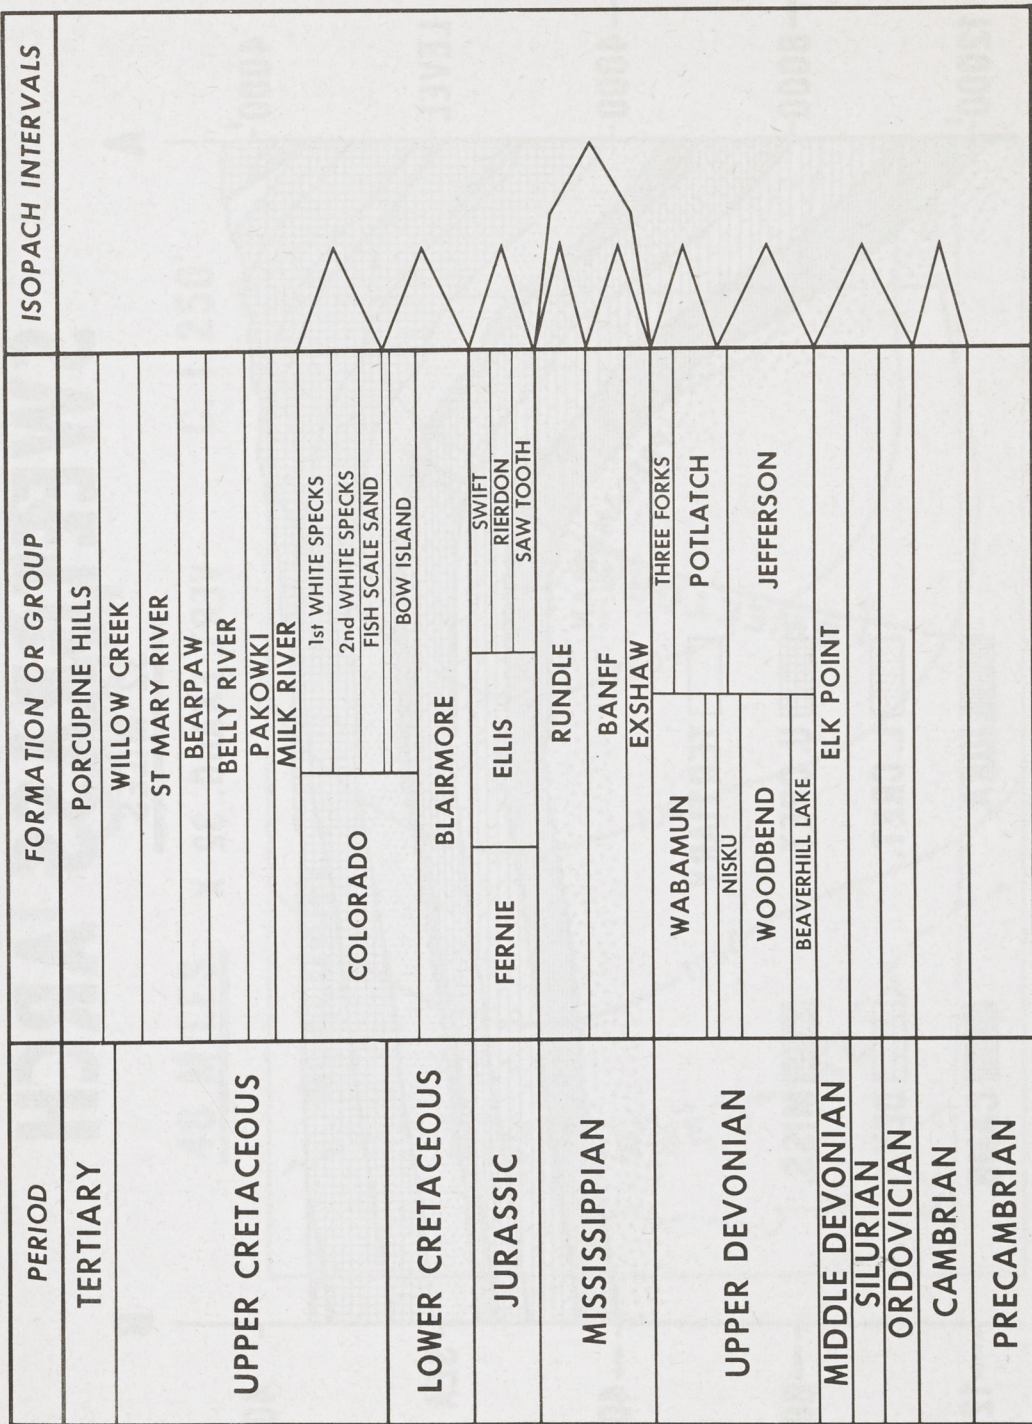 PERIOD
FORMATION OR GROUP
ISOPACH INTERVALS
TERTIARY
PORCUPINE HILLS
WILLOW CREEK
UPPER CRETACEOUS
ST MARY RIVER
BEARPAW
BELLY RIVER
PAKOWKI
MILK RIVER
COLORADO
1st WHITE SPECKS
2nd WHITE SPECKS
FISH SCALE SAND
LOWER CRETACEOUS
BOW ISLAND
BLAIRMORE
JURASSIC
FERNIE
ELLIS
SWIFT
RIERDON
SAW TOOTH
MISSISSIPPIAN
RUNDLE
BANFF
EXSHAW
UPPER DEVONIAN
WABAMUN
THREE FORKS
POTLATCH
NISKU
WOODBEND
JEFFERSON
BEAVERHILL LAKE
MIDDLE DEVONIAN
ELK POINT
SILURIAN
ORDOVICIAN
CAMBRIAN
PRECAMBRIAN